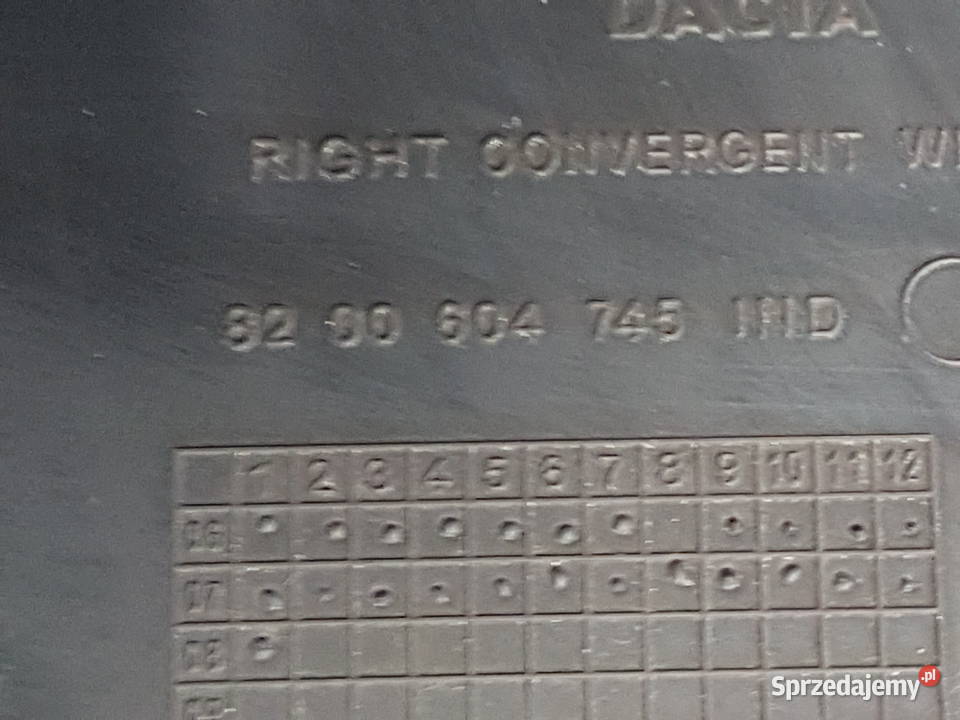 DACIA
RIGHT CONVERGENT
82 00 604 745 IND
1 2 3 4 5 6 7 8 9 10 11 12
06
07
08
Sprzedajemy.pl